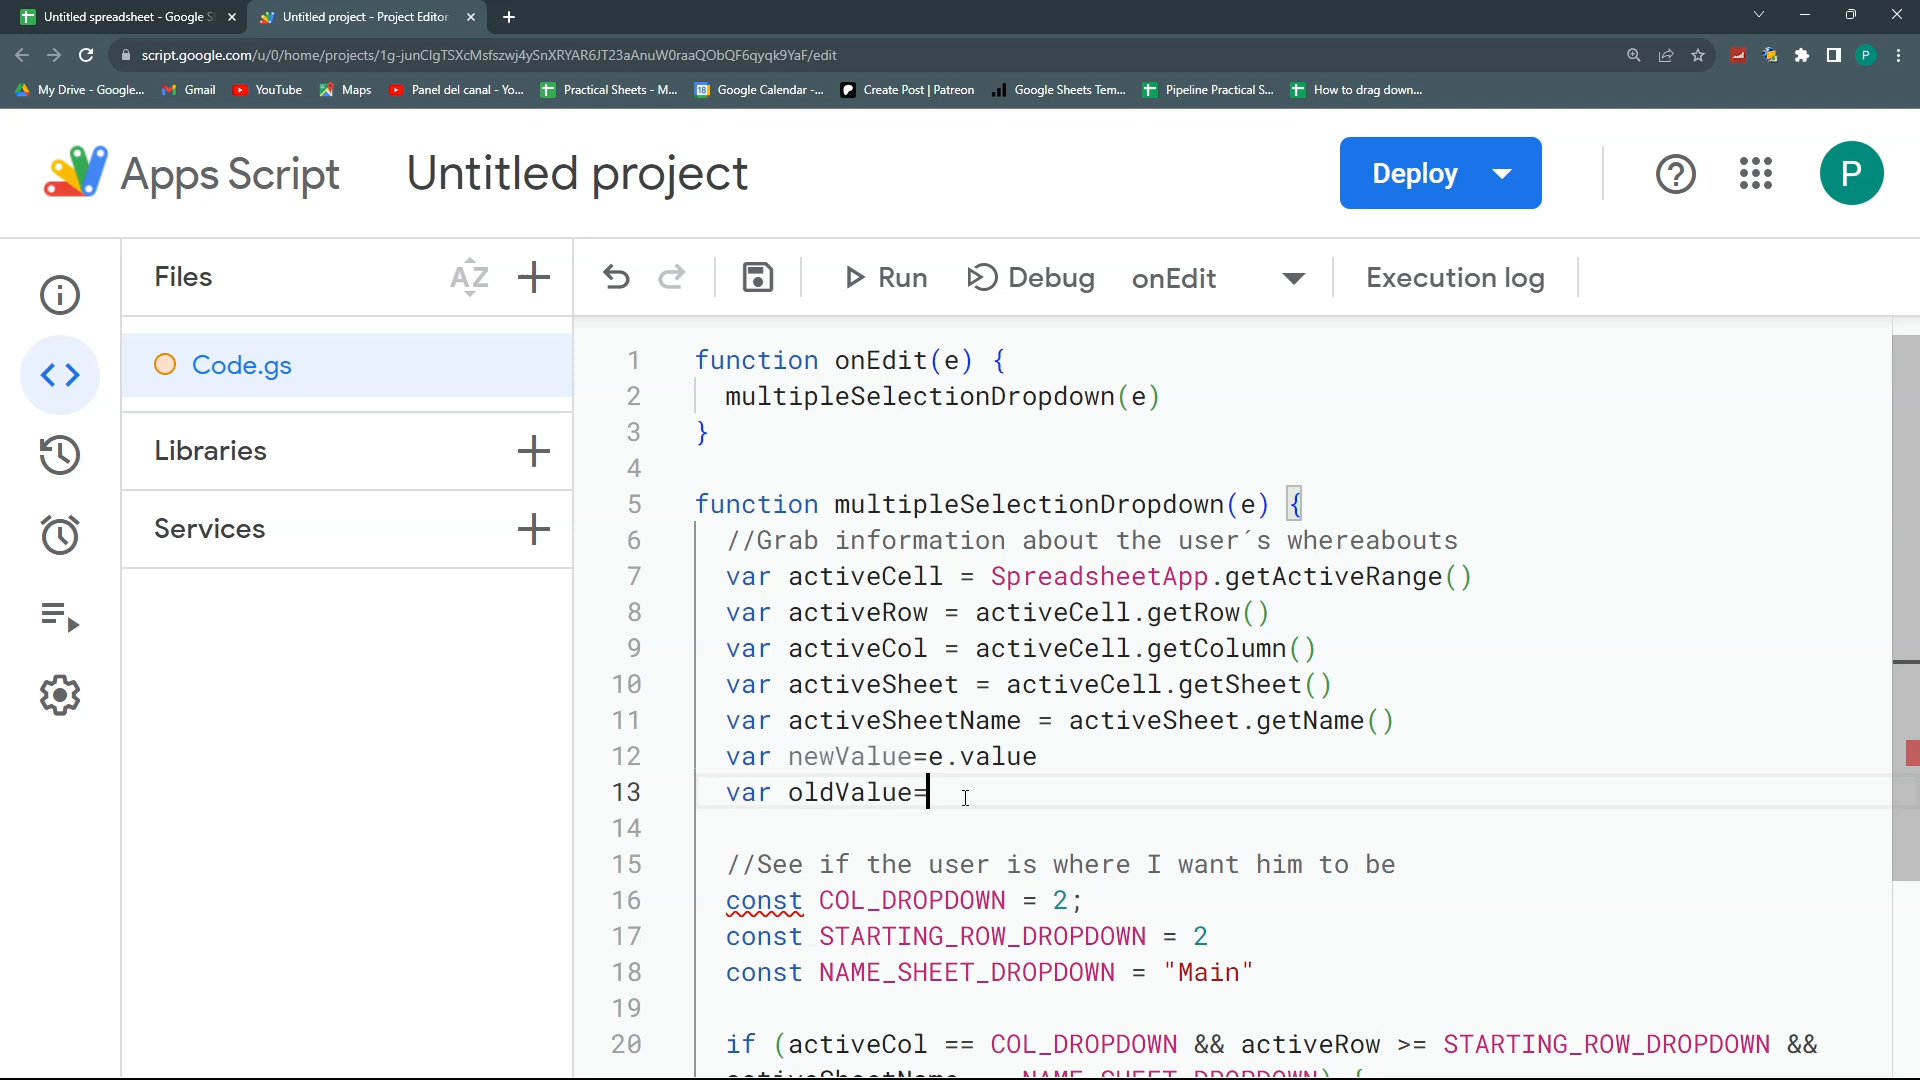 Untitled spreadsheet - Google S
Untitled project - Project Editor
script.google.com/u/0/home/projects/1g-junClgTSXcMsfszwj4ySnXRYAR6JT23aAnuW0raaQObQF6qyqk9YaF/edit
P
My Drive - Google...
Gmail
YouTube
Maps
Panel del canal - Yo...
Practical Sheets - M...
Google Calendar -...
Create Post | Patreon
Google Sheets Tem...
Pipeline Practical S...
How to drag down...
Apps Script
Untitled project
Deploy
P
Files
AZ
Run
Debug
onEdit
Execution log
Code.gs
Libraries
Services
1 function onEdit(e) {
2 multipleSelectionDropdown(e)
3 }
4
5 function multipleSelectionDropdown(e) {
6 //Grab information about the user´s whereabouts
7 var activeCell = SpreadsheetApp.getActiveRange()
8 var activeRow = activeCell.getRow()
9 var activeCol = activeCell.getColumn()
10 var activeSheet = activeCell.getSheet()
11 var activeSheetName = activeSheet.getName()
12 var newValue=e.value
13 var oldValue=
14
15 //See if the user is where I want him to be
16 const COL_DROPDOWN = 2;
17 const STARTING_ROW_DROPDOWN = 2
18 const NAME_SHEET_DROPDOWN = "Main"
19
20 if (activeCol == COL_DROPDOWN && activeRow >= STARTING_ROW_DROPDOWN &&